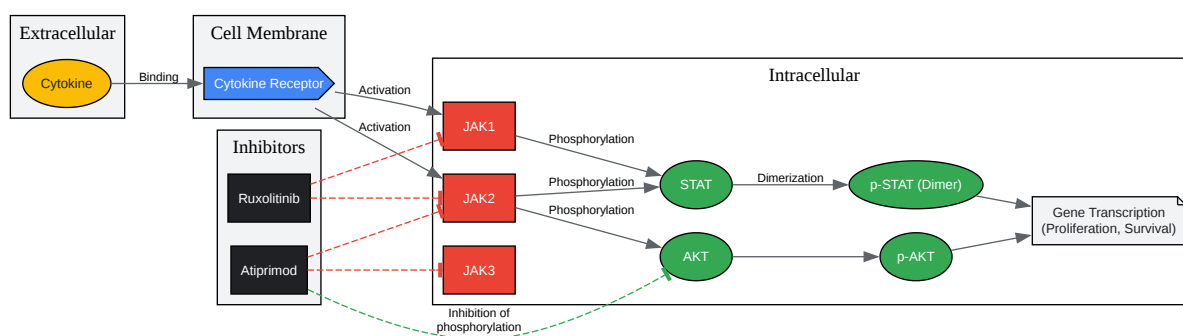 Extracellular
Cytokine
Binding
Cell Membrane
Cytokine Receptor
Activation
Activation
Inhibitors
Ruxolitinib
Atiprimod
Intracellular
JAK1
JAK2
JAK3
Phosphorylation
Phosphorylation
Phosphorylation
STAT
AKT
Dimerization
p-STAT (Dimer)
p-AKT
Gene Transcription
(Proliferation, Survival)
Inhibition of
phosphorylation